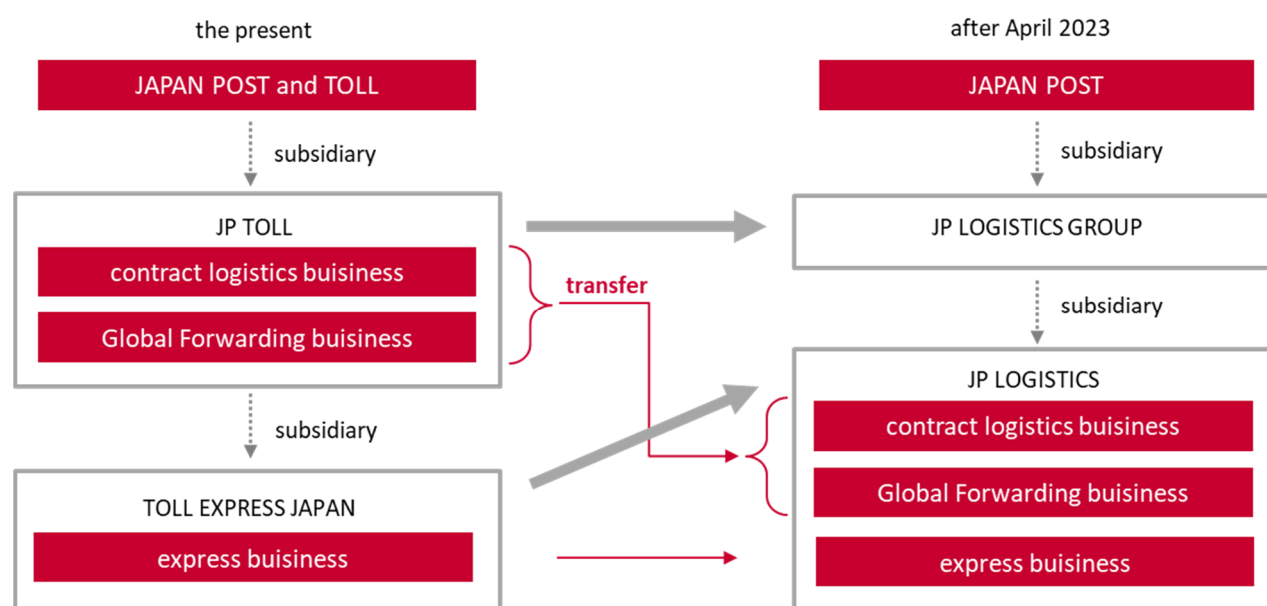 the present
JAPAN POST and TOLL
subsidiary
JP TOLL
contract logistics buisiness
Global Forwarding buisiness
subsidiary
TOLL EXPRESS JAPAN
express buisiness
transfer
after April 2023
JAPAN POST
subsidiary
JP LOGISTICS GROUP
subsidiary
JP LOGISTICS
contract logistics buisiness
Global Forwarding buisiness
express buisiness